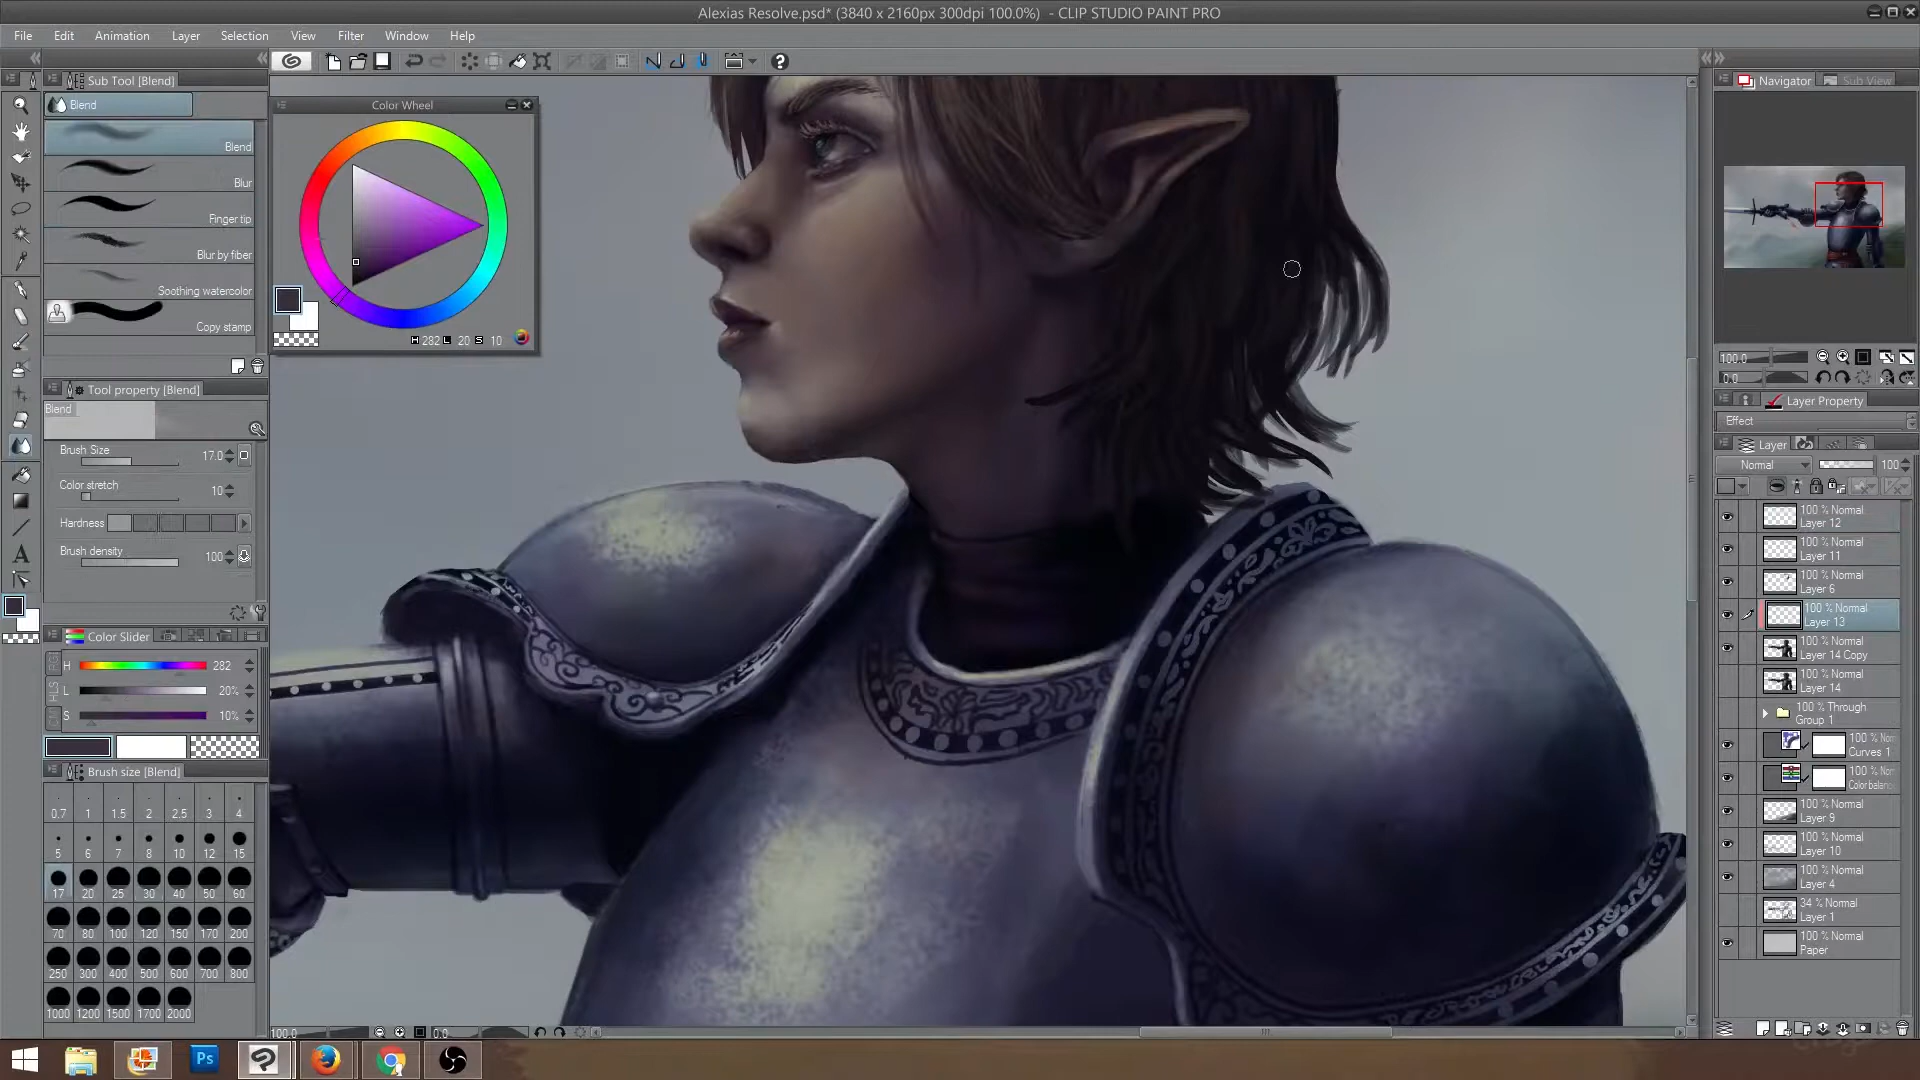 Alexias Resolve.psd* (3840 x 2160px 300dpi 100.0%) - CLIP STUDIO PAINT PRO
File Edit Animation Layer Selection View Filter Window Help
Sub Tool [Blend]
Blend
Blend
Blur
Finger tip
Blur by fiber
Soothing watercolor
Copy stamp
Tool property [Blend]
Blend
Brush Size 17.0
Color stretch 10
Hardness
Brush density 100
Color Slider
H 282
L 20%
S 10%
Brush size [Blend]
0.7 1 1.5 2 2.5 3 4
5 6 7 8 10 12 15
17 20 25 30 40 50 60
70 80 100 120 150 170 200
250 300 400 500 600 700 800
1000 1200 1500 1700 2000
Color Wheel
H 282 L 20 S 10
100.0 0.0
Navigator Sub View
100.0
0.0
Layer Property
Effect
Layer
Normal 100
100 % Normal
Layer 12
100 % Normal
Layer 11
100 % Normal
Layer 6
100 % Normal
Layer 13
100 % Normal
Layer 14 Copy
100 % Normal
Layer 14
100 % Through
Group 1
100 % Nor
Curves 1
100 % Nor
Color balan
100 % Normal
Layer 9
100 % Normal
Layer 10
100 % Normal
Layer 4
34 % Normal
Layer 1
100 % Normal
Paper
Ps